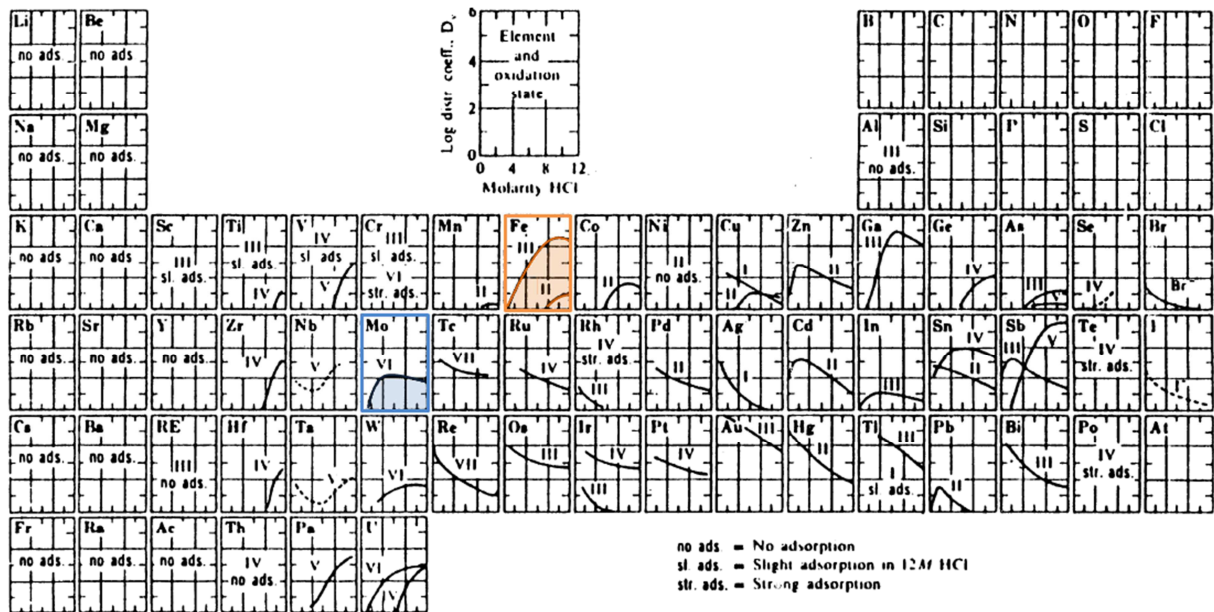 Li Be B C N O F
no ads. no ads.
Log distr coeff., D
6
4
2
0
Element
and
oxidation
state
0 4 8 12
Molarity HCl
Na Mg Al Si P S Cl
no ads. no ads. III no ads.
K Ca Sc Ti V Cr Mn Fe Co Ni Cu Zn Ga Ge As Se Br
no ads. no ads. III sl. ads. III sl. ads. IV IV sl ads V III sl. ads. VI str. ads. II III II II II no ads. I II II III IV III V IV Br⁻
Rb Sr Y Zr Nb Mo Tc Ru Rh Pd Ag Cd In Sn Sb Te I
no ads. no ads. no ads. IV V VI VII IV IV str. ads. III II I II III IV II III V IV str. ads. I⁻
Cs Ba RE Hf Ta W Re Os Ir Pt Au Hg Tl Pb Bi Po At
no ads. no ads. III no ads. IV VI VII III IV III IV III II III I sl ads. II III IV str. ads.
Fr Ra Ac Th Pa U
no ads. no ads. no ads. IV no ads. V VI IV
no ads. = No adsorption
sl. ads. = Slight adsorption in 12M HCl
str. ads. = Strong adsorption